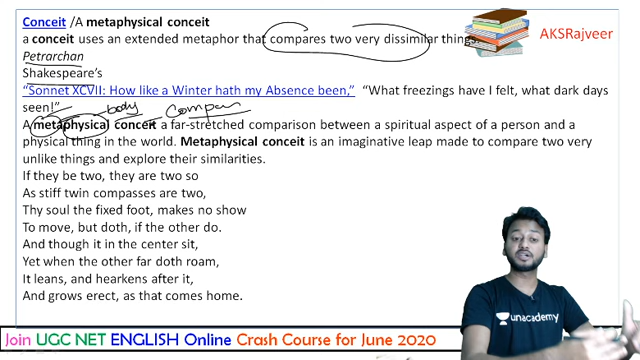 Conceit /A metaphysical conceit
a conceit uses an extended metaphor that compares two very dissimilar things.
Petrarchan
Shakespeare's
"Sonnet XCVII: How like a Winter hath my Absence been," "What freezings have I felt, what dark days
seen!"
body
Compar
A metaphysical conceit a far-stretched comparison between a spiritual aspect of a person and a
physical thing in the world. Metaphysical conceit is an imaginative leap made to compare two very
unlike things and explore their similarities.
If they be two, they are two so
As stiff twin compasses are two,
Thy soul the fixed foot, makes no show
To move, but doth, if the other do.
And though it in the center sit,
Yet when the other far doth roam,
It leans, and hearkens after it,
And grows erect, as that comes home.
AKSRajveer
unacademy
Join UGC NET ENGLISH Online Crash Course for June 2020